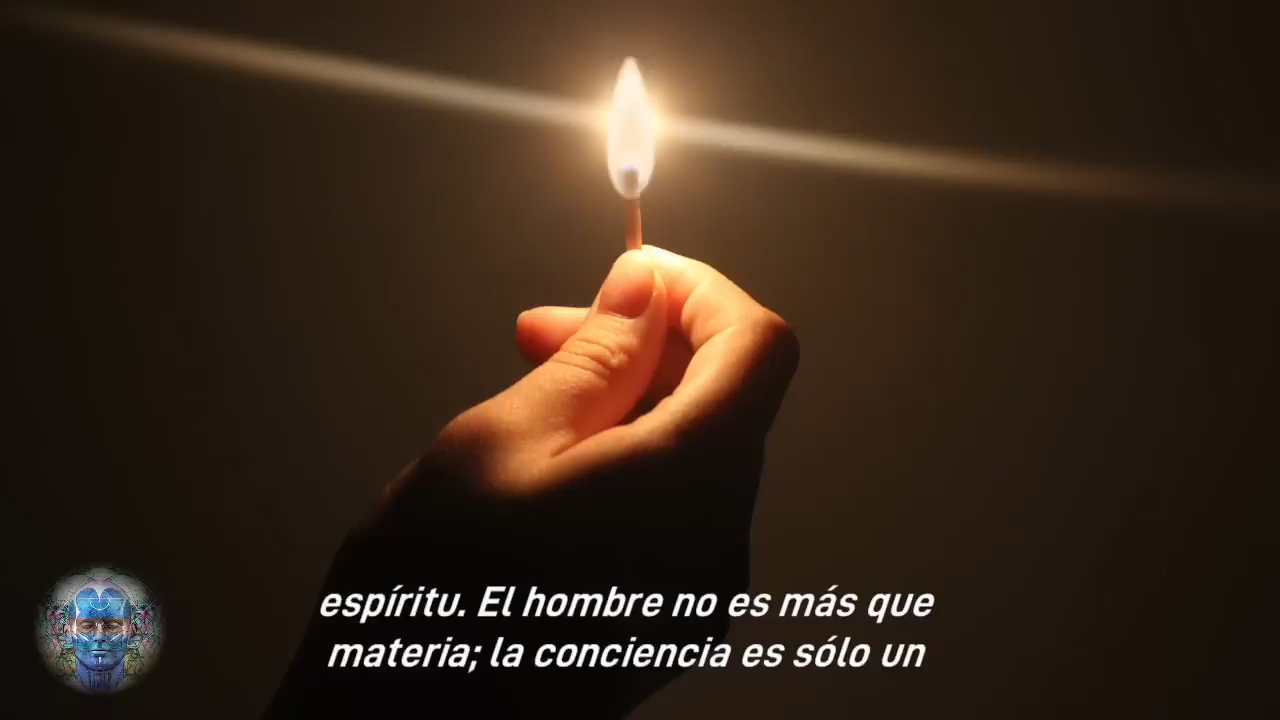 espíritu. El hombre no es más que
materia; la conciencia es sólo un